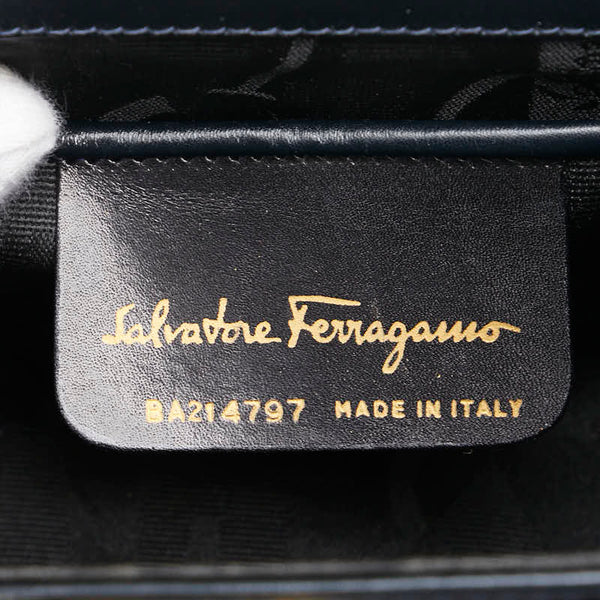 Salvatore Ferragamo
BA214797 MADE IN ITALY